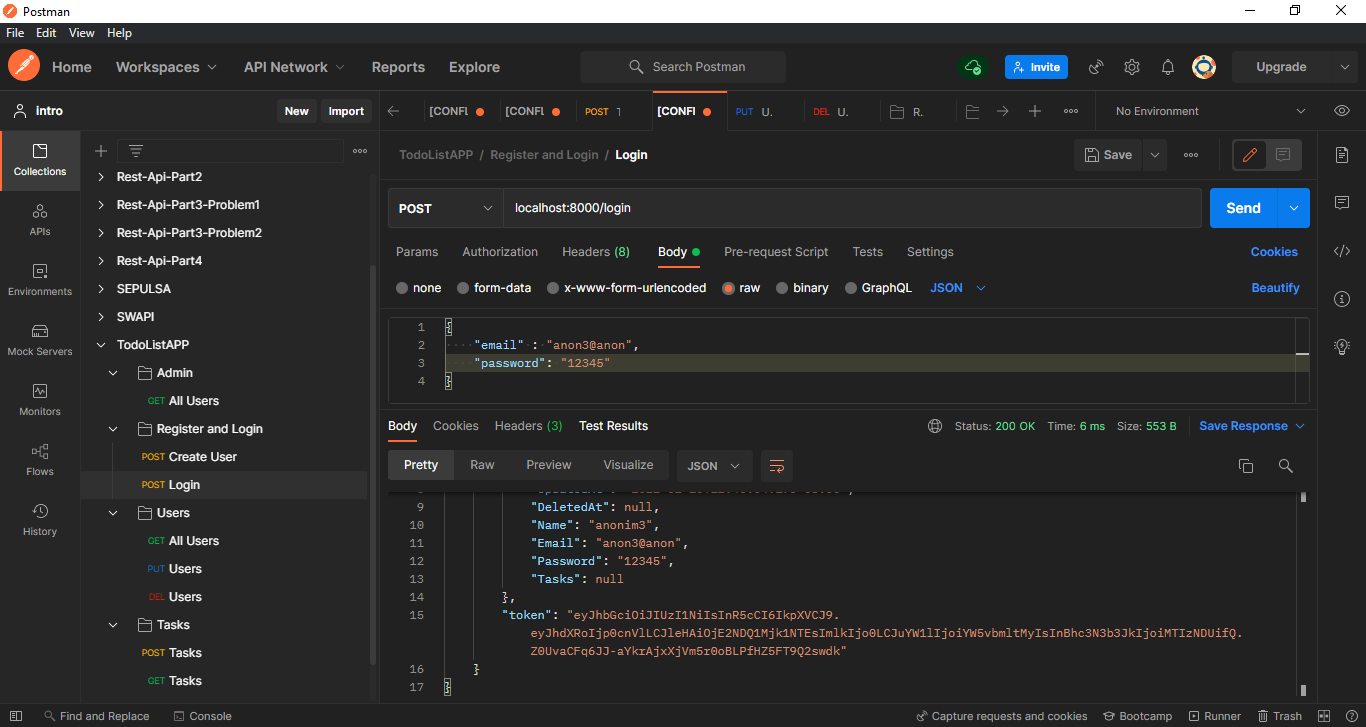 Postman
File Edit View Help
Home Workspaces API Network Reports Explore Search Postman Invite Upgrade
intro New Import
[CONFL [CONFL POST T [CONFL PUT U. DEL U. R. No Environment
Collections
APIs
Environments
Mock Servers
Monitors
Flows
History
Rest-Api-Part2
Rest-Api-Part3-Problem1
Rest-Api-Part3-Problem2
Rest-Api-Part4
SEPULSA
SWAPI
TodoListAPP
Admin
GET All Users
Register and Login
POST Create User
POST Login
Users
GET All Users
PUT Users
DEL Users
Tasks
POST Tasks
GET Tasks
TodoListAPP / Register and Login / Login Save
POST localhost:8000/login Send
Params Authorization Headers (8) Body Pre-request Script Tests Settings Cookies
none form-data x-www-form-urlencoded raw binary GraphQL JSON Beautify
1 {
2 "email" : "anon3@anon",
3 "password": "12345"
4 }
Body Cookies Headers (3) Test Results Status: 200 OK Time: 6 ms Size: 553 B Save Response
Pretty Raw Preview Visualize JSON
9 "DeletedAt": null,
10 "Name": "anonim3",
11 "Email": "anon3@anon",
12 "Password": "12345",
13 "Tasks": null
14 },
15 "token": "eyJhbGciOiJIUzI1NiIsInR5cCI6IkpXVCJ9.
eyJhdXRoIjp0cnVlLCJleHAiOjE2NDQ1Mjk1NTEsImlkIjo0LCJuYW1lIjoiYW5vbmltMyIsInBhc3N3b3JkIjoiMTIzNDUifQ.
Z0UvaCFq6JJ-aYkrAjxXjVm5r0oBLPfHZ5FT9Q2swdk"
16 }
17 }
Find and Replace Console Capture requests and cookies Bootcamp Runner Trash